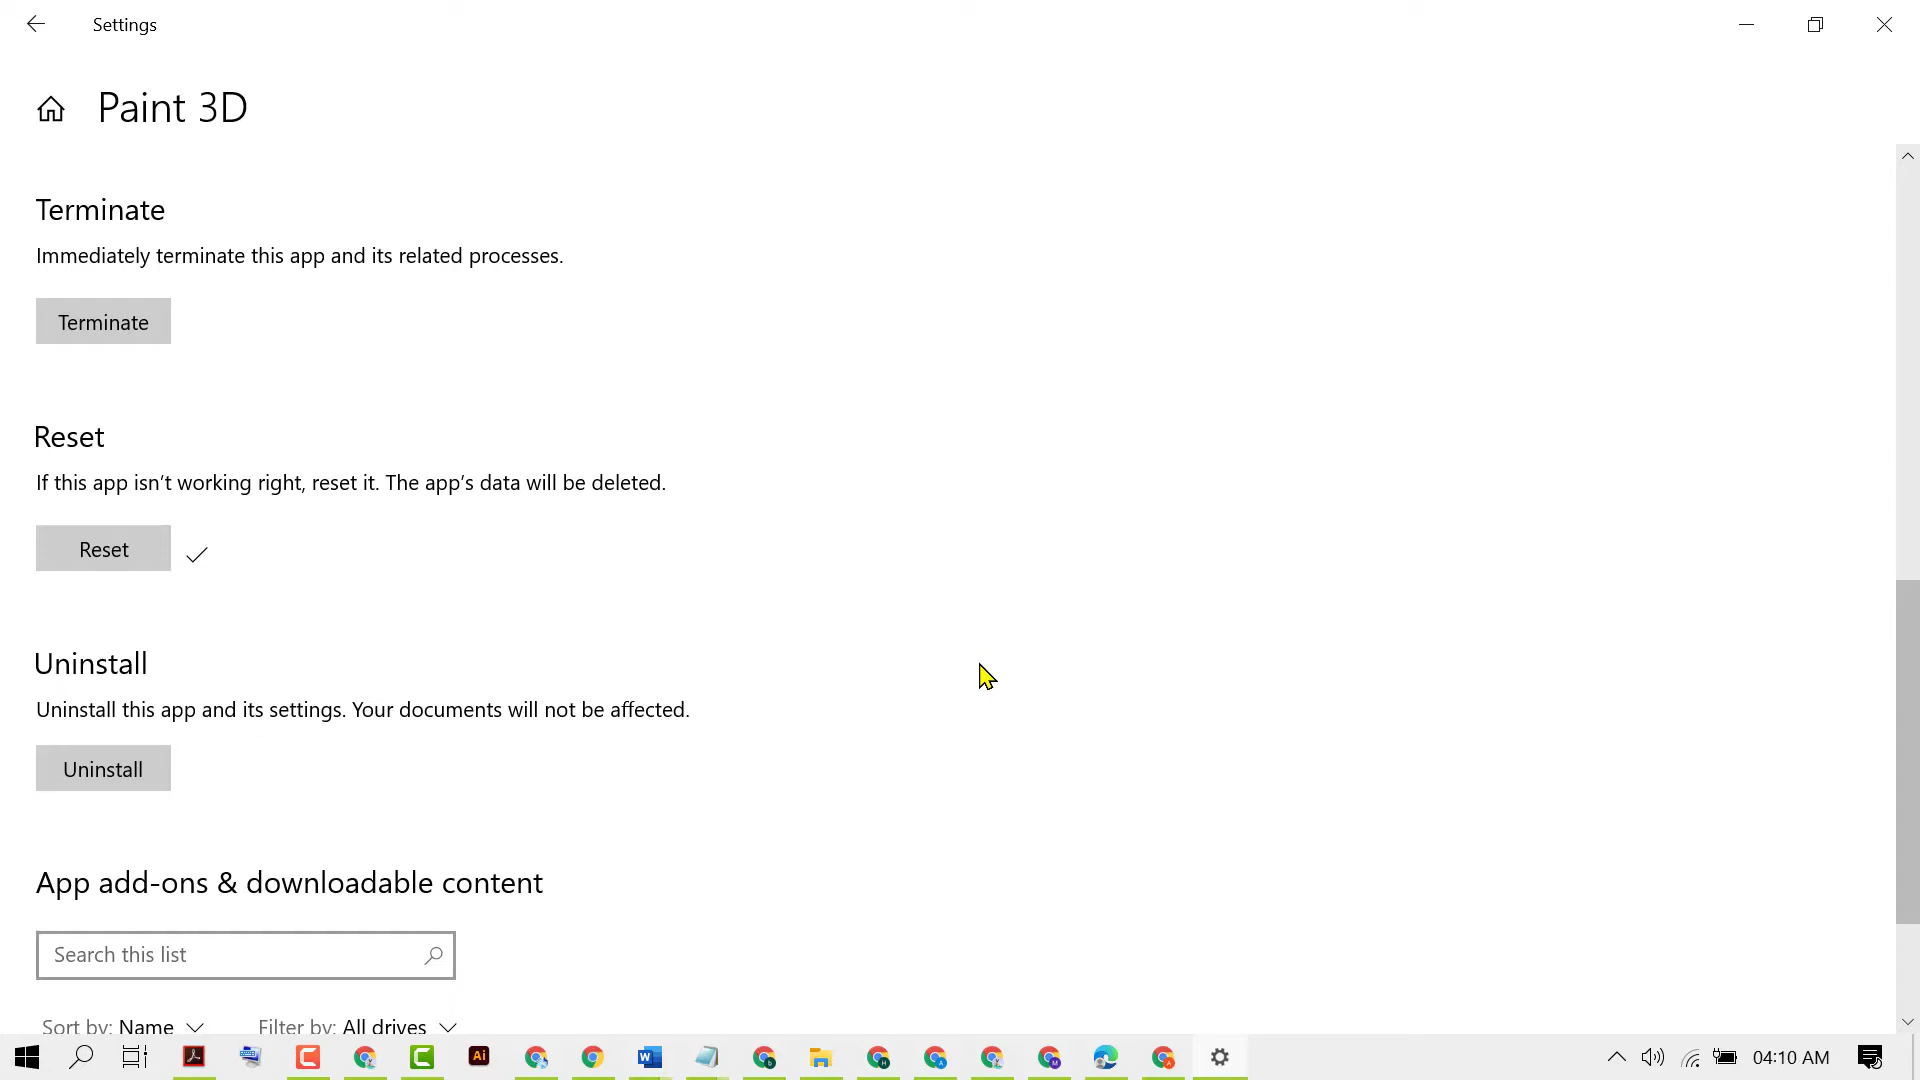 Settings
Paint 3D
Terminate
Immediately terminate this app and its related processes.
Terminate
Reset
If this app isn’t working right, reset it. The app’s data will be deleted.
Reset
Uninstall
Uninstall this app and its settings. Your documents will not be affected.
Uninstall
App add-ons & downloadable content
Search this list
Sort by: Name
Filter by: All drives
Ai
04:10 AM